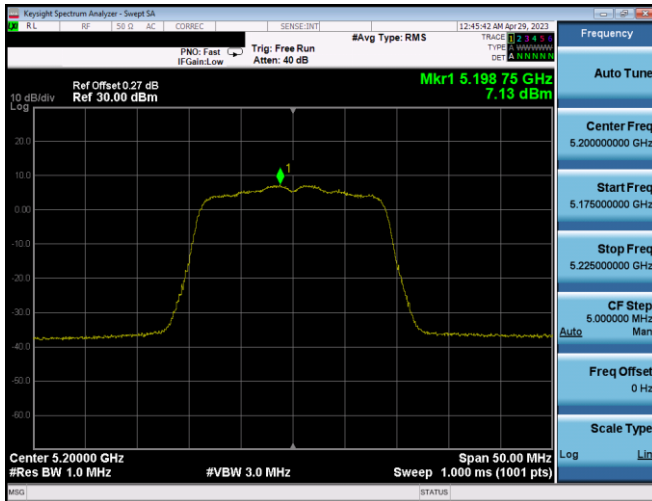 Keysight Spectrum Analyzer - Swept SA
RL RF 50 Ω AC CORREC SENSE:INT 12:45:42 AM Apr 29, 2023
#Avg Type: RMS TRACE 1 2 3 4 5 6
PNO: Fast Trig: Free Run TYPE A WWWWW
IFGain:Low Atten: 40 dB DET A N N N N N
Mkr1 5.198 75 GHz
Ref Offset 0.27 dB
10 dB/div Ref 30.00 dBm 7.13 dBm
Log
1
20.0
10.0
0.00
-10.0
-20.0
-30.0
-40.0
-50.0
-60.0
Center 5.20000 GHz Span 50.00 MHz
#Res BW 1.0 MHz #VBW 3.0 MHz Sweep 1.000 ms (1001 pts)
MSG STATUS
Frequency
Auto Tune
Center Freq
5.200000000 GHz
Start Freq
5.175000000 GHz
Stop Freq
5.225000000 GHz
CF Step
5.000000 MHz
Auto Man
Freq Offset
0 Hz
Scale Type
Log Lin